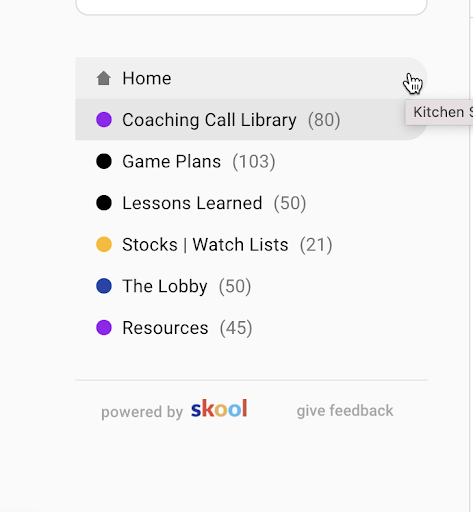 Home
Kitchen S
Coaching Call Library (80)
Game Plans (103)
Lessons Learned (50)
Stocks | Watch Lists (21)
The Lobby (50)
Resources (45)
powered by skool give feedback